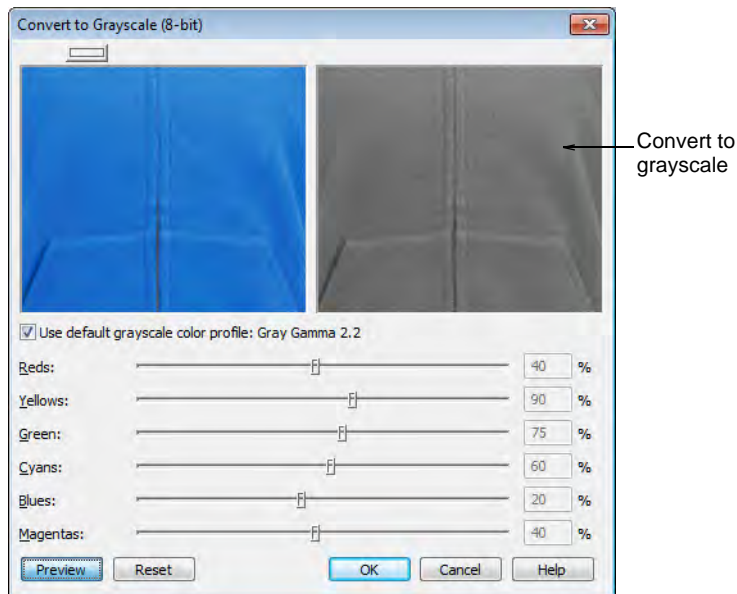 Convert to Grayscale (8-bit)
Convert to
grayscale
Use default grayscale color profile: Gray Gamma 2.2
Reds: 40 %
Yellows: 90 %
Green: 75 %
Cyans: 60 %
Blues: 20 %
Magentas: 40 %
Preview Reset OK Cancel Help